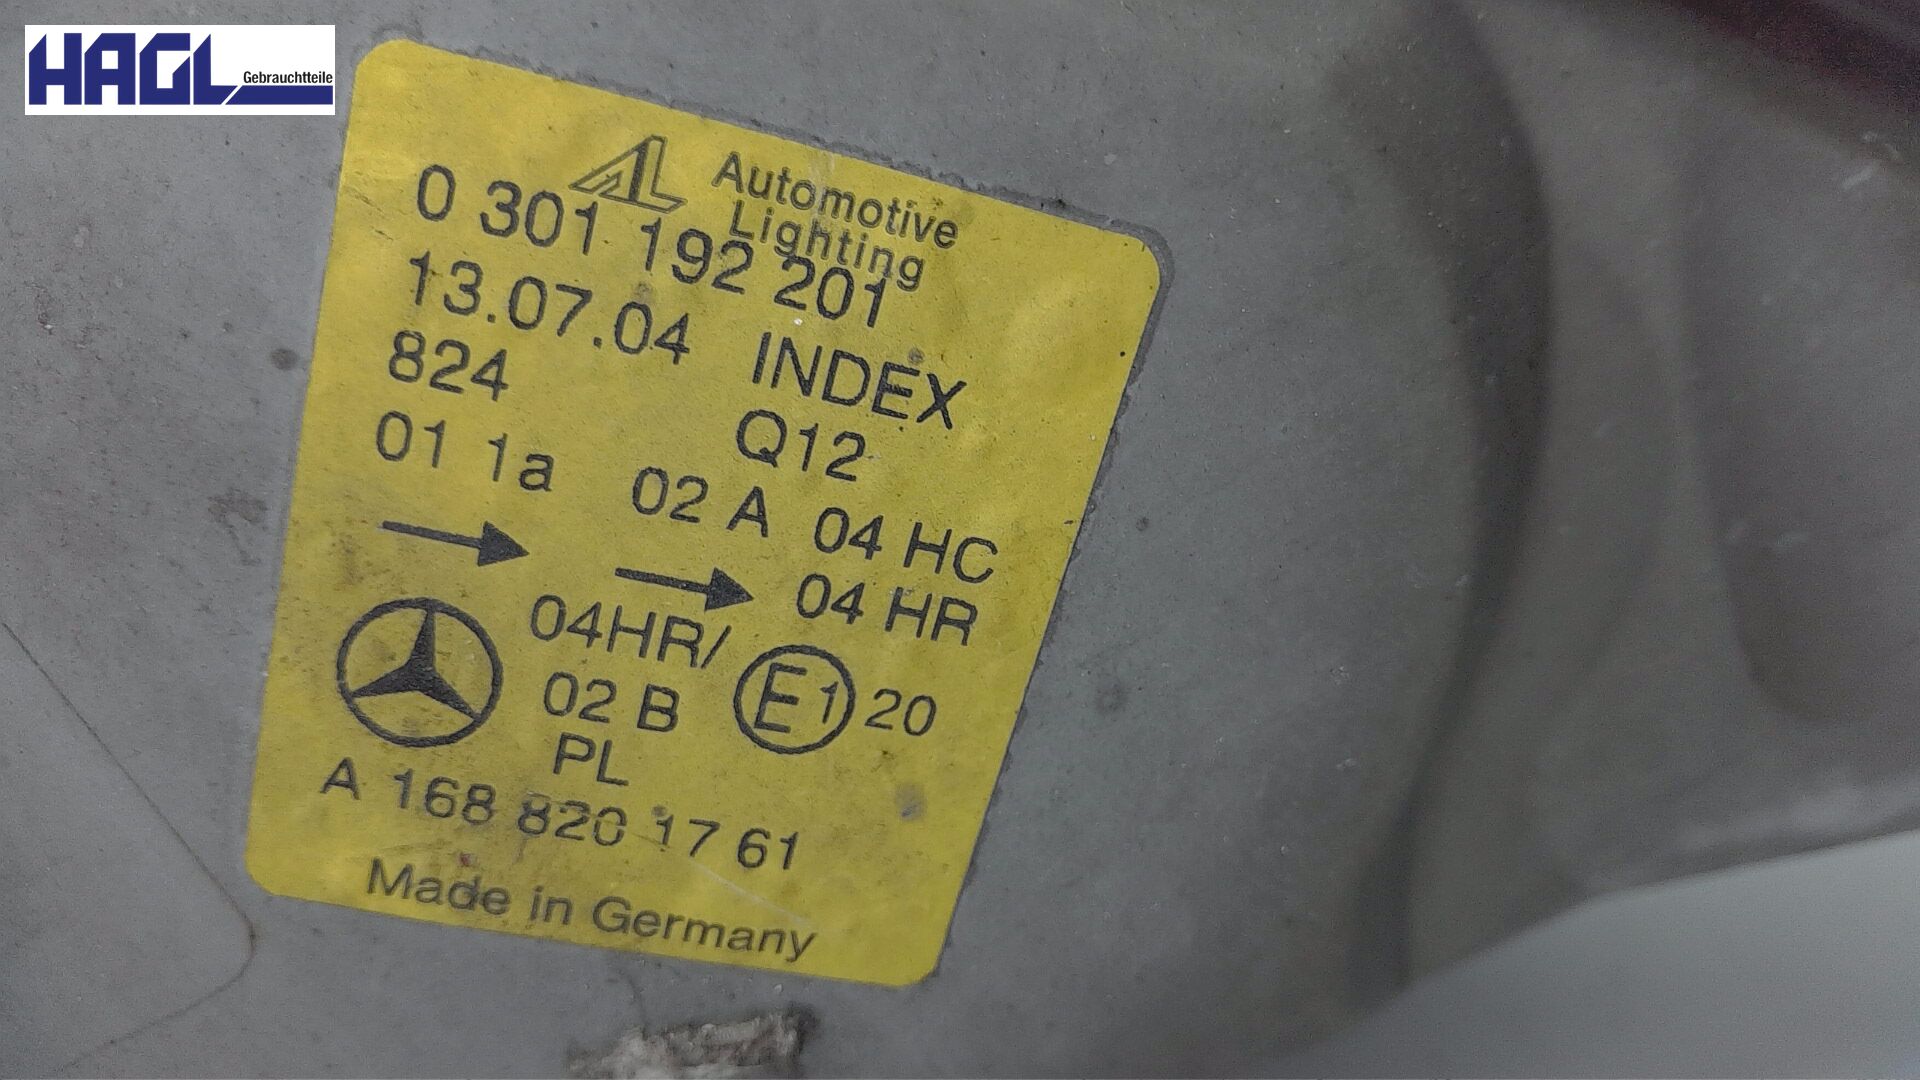 HAGL
Gebrauchtteile
AL Automotive
Lighting
0 301 192 201
13.07.04 INDEX
824 Q12
01 1a 02 A 04 HC
04 HR
04HR/
02 B E1 20
PL
A 168 820 17 61
Made in Germany